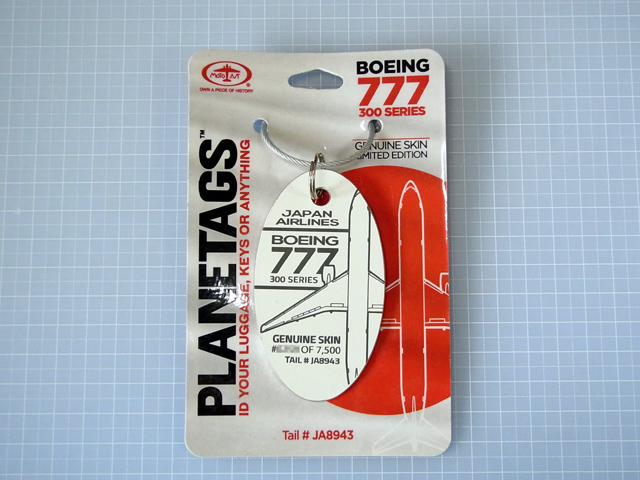 MotoArt
OWN A PIECE OF HISTORY
BOEING
777
300 SERIES
GENUINE SKIN
LIMITED EDITION
PLANETAGS™
ID YOUR LUGGAGE, KEYS OR ANYTHING
JAPAN
AIRLINES
BOEING
777
300 SERIES
GENUINE SKIN
# OF 7,500
TAIL # JA8943
Tail # JA8943